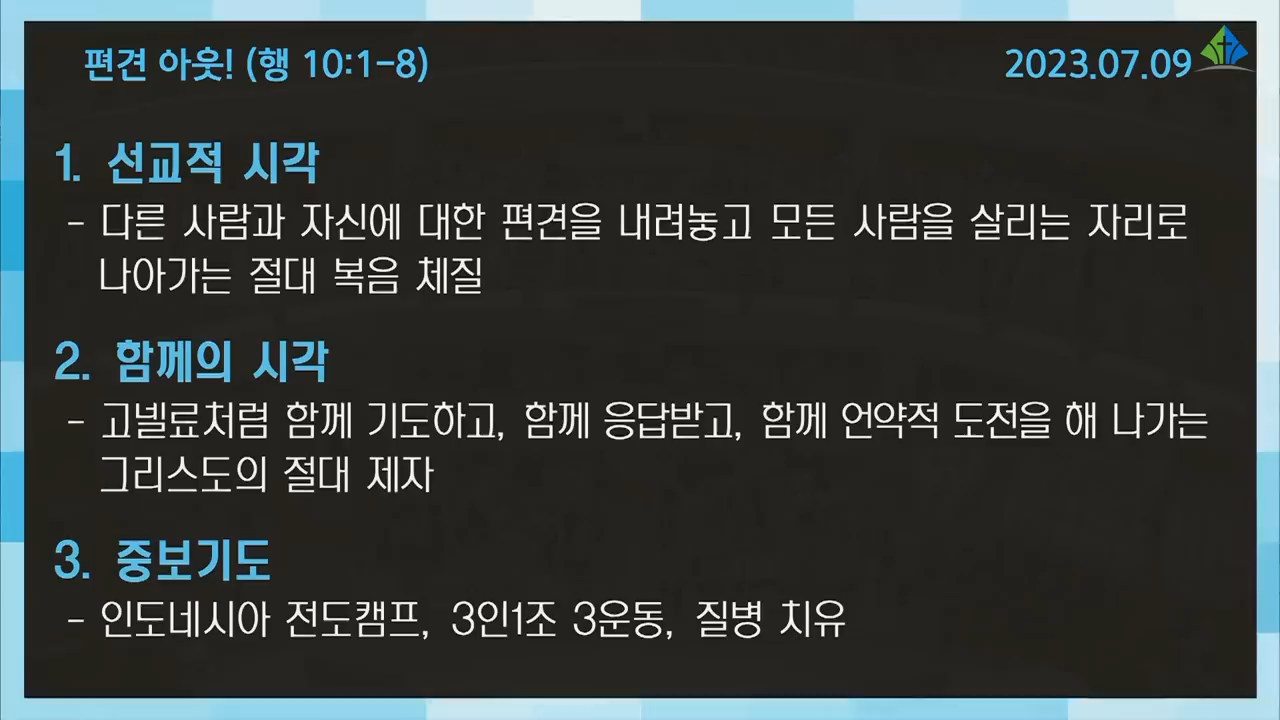 편견 아웃! (행 10:1-8)
2023.07.09
1. 선교적 시각
- 다른 사람과 자신에 대한 편견을 내려놓고 모든 사람을 살리는 자리로
나아가는 절대 복음 체질
2. 함께의 시각
- 고넬료처럼 함께 기도하고, 함께 응답받고, 함께 언약적 도전을 해 나가는
그리스도의 절대 제자
3. 중보기도
- 인도네시아 전도캠프, 3인1조 3운동, 질병 치유